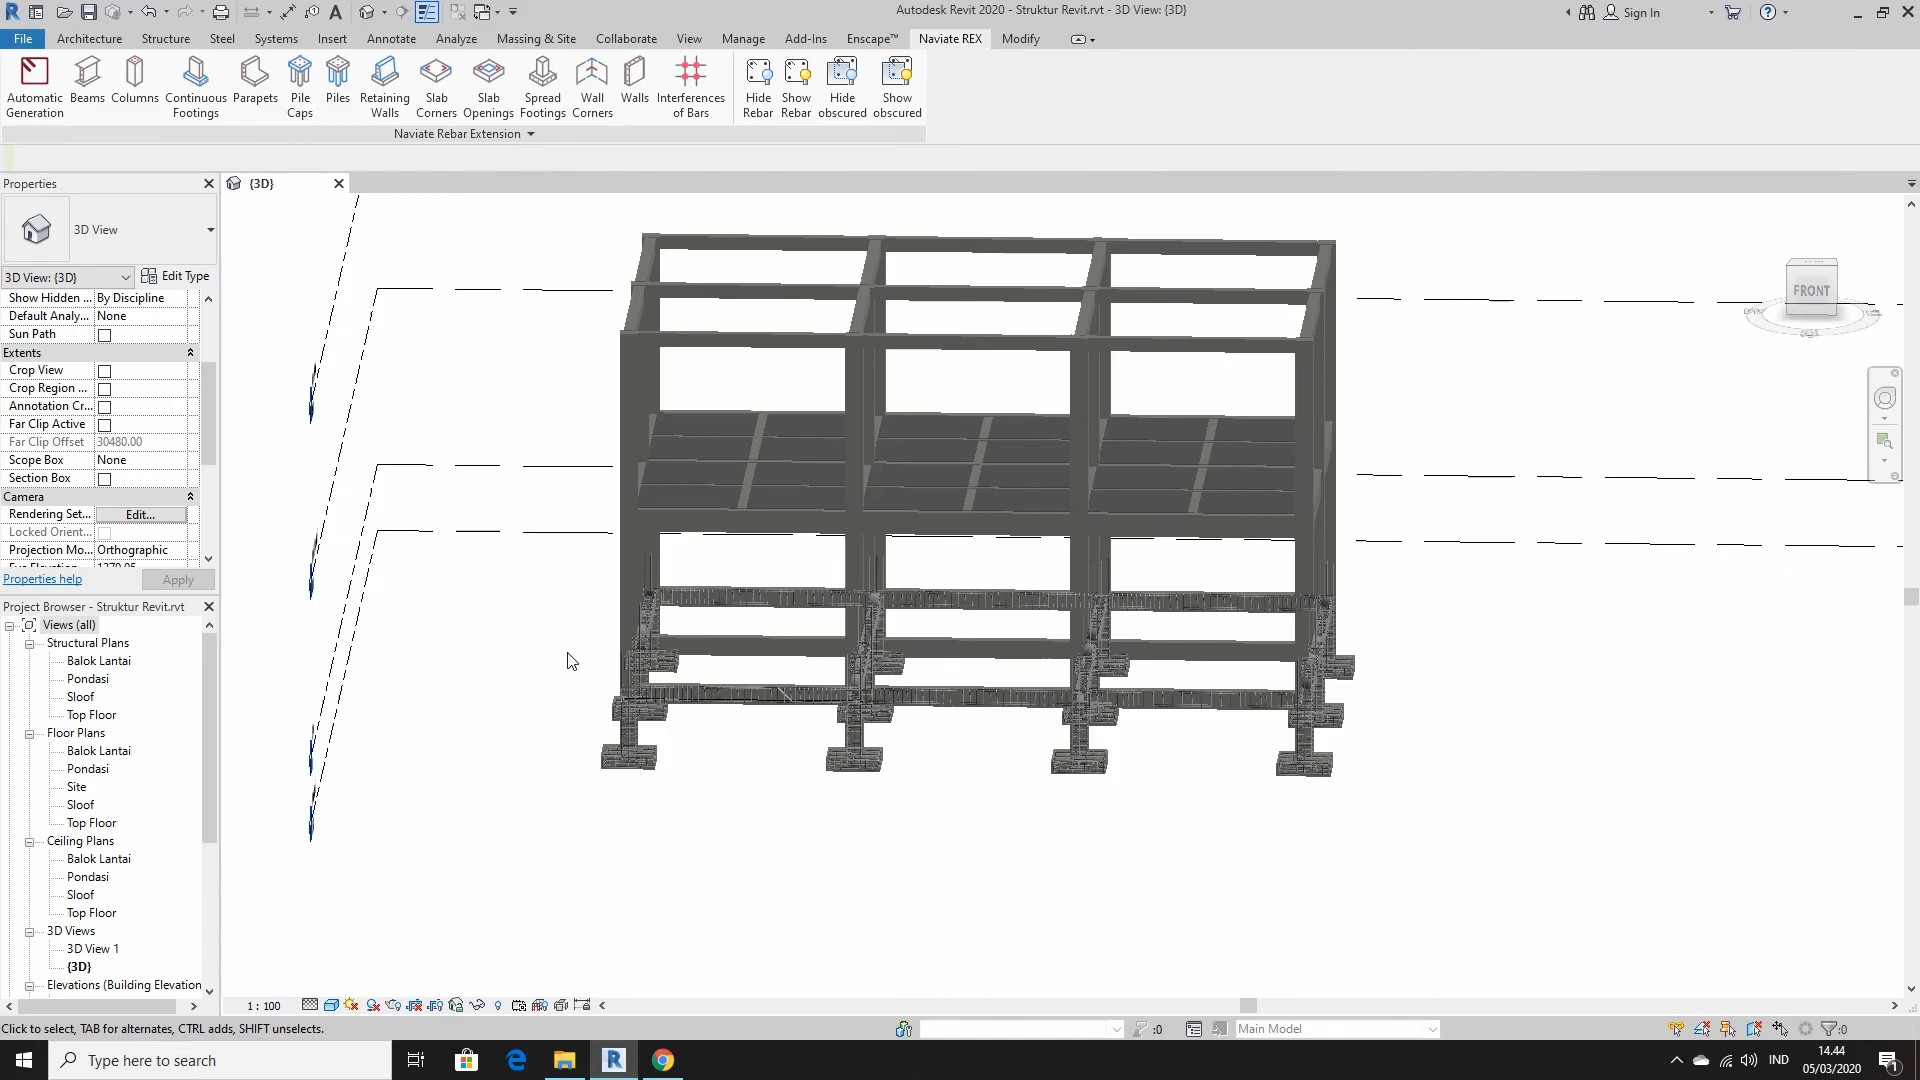 Autodesk Revit 2020 - Struktur Revit.rvt - 3D View: {3D}
Sign In
File Architecture Structure Steel Systems Insert Annotate Analyze Massing & Site Collaborate View Manage Add-Ins Enscape™ Naviate REX Modify
Automatic Generation
Beams
Columns
Continuous Footings
Parapets
Pile Caps
Piles
Retaining Walls
Slab Corners
Slab Openings
Spread Footings
Wall Corners
Walls
Interferences of Bars
Hide Rebar
Show Rebar
Hide obscured
Show obscured
Naviate Rebar Extension
Properties
{3D}
3D View
3D View: {3D}
Edit Type
Show Hidden ... By Discipline
Default Analy... None
Sun Path
Extents
Crop View
Crop Region ...
Annotation Cr...
Far Clip Active
Far Clip Offset 30480.00
Scope Box None
Section Box
Camera
Rendering Set... Edit...
Locked Orient...
Projection Mo... Orthographic
Properties help
Apply
FRONT
Project Browser - Struktur Revit.rvt
Views (all)
Structural Plans
Balok Lantai
Pondasi
Sloof
Top Floor
Floor Plans
Balok Lantai
Pondasi
Site
Sloof
Top Floor
Ceiling Plans
Balok Lantai
Pondasi
Sloof
Top Floor
3D Views
3D View 1
{3D}
Elevations (Building Elevation
1 : 100
Click to select, TAB for alternates, CTRL adds, SHIFT unselects.
:0
Main Model
:0
Type here to search
IND
14.44
05/03/2020
1